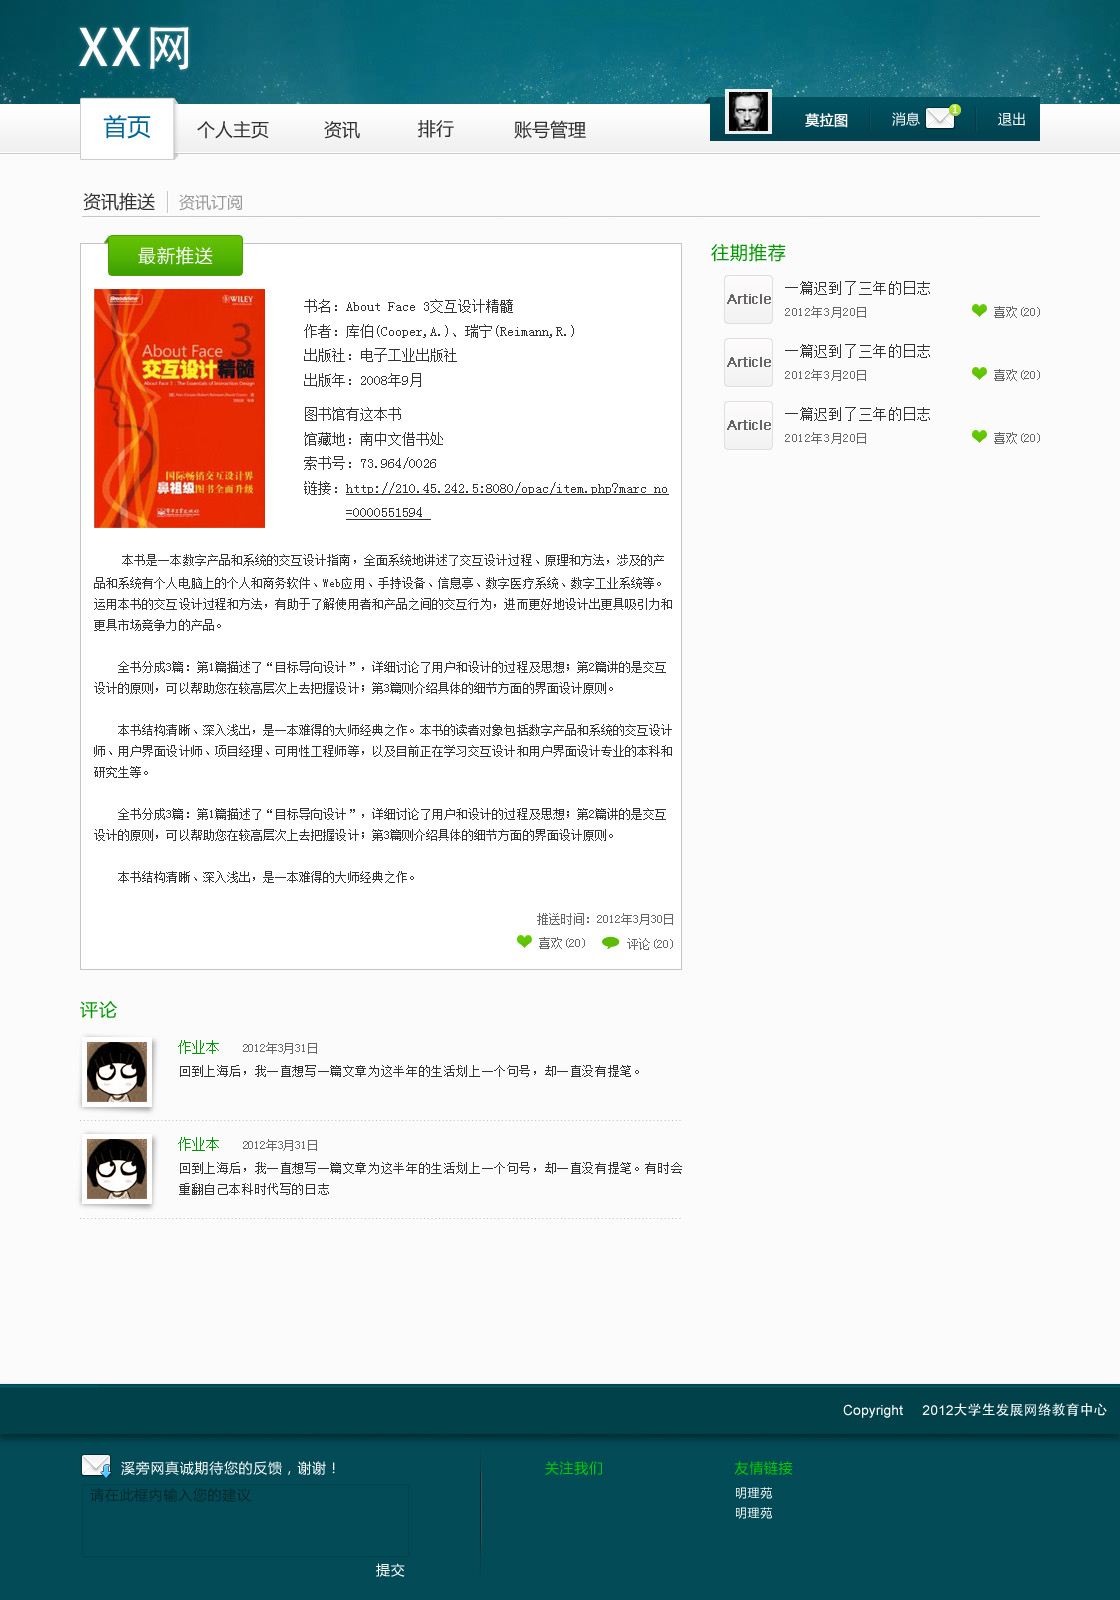 XX网
首页
个人主页
资讯
排行
账号管理
莫拉图
消息
1
退出
资讯推送
资讯订阅
最新推送
WILEY
About Face 3
交互设计精髓
About Face 3: The Essentials of Interaction Design
国际畅销交互设计界
鼻祖级图书全面升级
书名：About Face 3交互设计精髓
作者：库伯(Cooper,A.)、瑞宁(Reimann,R.)
出版社：电子工业出版社
出版年：2008年9月
图书馆有这本书
馆藏地：南中文借书处
索书号：73.964/0026
链接：http://210.45.242.5:8080/opac/item.php?marc_no
=0000551594
本书是一本数字产品和系统的交互设计指南，全面系统地讲述了交互设计过程、原理和方法，涉及的产
品和系统有个人电脑上的个人和商务软件、Web应用、手持设备、信息亭、数字医疗系统、数字工业系统等。
运用本书的交互设计过程和方法，有助于了解使用者和产品之间的交互行为，进而更好地设计出更具吸引力和
更具市场竞争力的产品。
全书分成3篇：第1篇描述了“目标导向设计”，详细讨论了用户和设计的过程及思想；第2篇讲的是交互
设计的原则，可以帮助您在较高层次上去把握设计；第3篇则介绍具体的细节方面的界面设计原则。
本书结构清晰、深入浅出，是一本难得的大师经典之作。本书的读者对象包括数字产品和系统的交互设计
师、用户界面设计师、项目经理、可用性工程师等，以及目前正在学习交互设计和用户界面设计专业的本科和
研究生等。
全书分成3篇：第1篇描述了“目标导向设计”，详细讨论了用户和设计的过程及思想；第2篇讲的是交互
设计的原则，可以帮助您在较高层次上去把握设计；第3篇则介绍具体的细节方面的界面设计原则。
本书结构清晰、深入浅出，是一本难得的大师经典之作。
推送时间：2012年3月30日
喜欢(20) 评论(20)
往期推荐
Article
一篇迟到了三年的日志
2012年3月20日
喜欢(20)
Article
一篇迟到了三年的日志
2012年3月20日
喜欢(20)
Article
一篇迟到了三年的日志
2012年3月20日
喜欢(20)
评论
作业本 2012年3月31日
回到上海后，我一直想写一篇文章为这半年的生活划上一个句号，却一直没有提笔。
作业本 2012年3月31日
回到上海后，我一直想写一篇文章为这半年的生活划上一个句号，却一直没有提笔。有时会
重翻自己本科时代写的日志
Copyright 2012大学生发展网络教育中心
溪旁网真诚期待您的反馈，谢谢！
请在此框内输入您的建议
提交
关注我们
友情链接
明理苑
明理苑